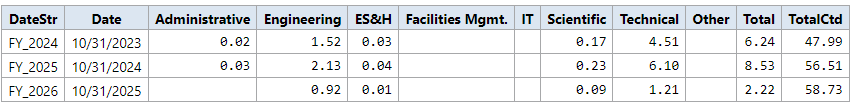 DateStr Date Administrative Engineering ES&H Facilities Mgmt. IT Scientific Technical Other Total TotalCtd
FY_2024 10/31/2023 0.02 1.52 0.03 0.17 4.51 6.24 47.99
FY_2025 10/31/2024 0.03 2.13 0.04 0.23 6.10 8.53 56.51
FY_2026 10/31/2025 0.92 0.01 0.09 1.21 2.22 58.73